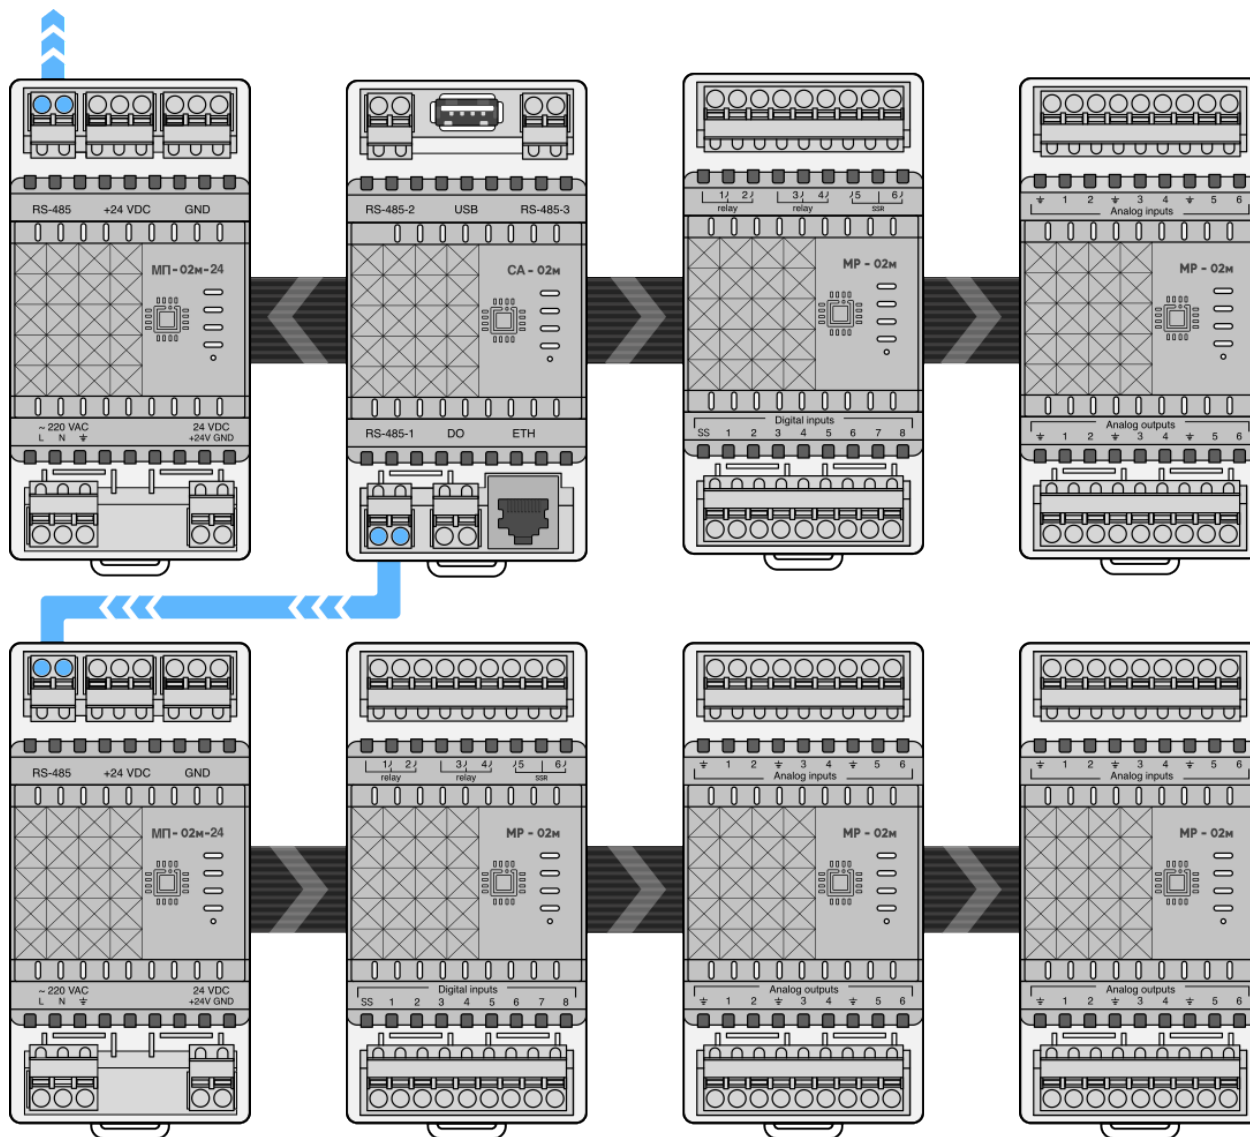 RS-485 +24 VDC GND
МП-02м-24
~ 220 VAC 24 VDC
L N +24V GND
RS-485-2 USB RS-485-3
СА-02м
RS-485-1 DO ETH
1 2 3 4 5 6
relay relay SSR
МР-02м
Digital inputs
SS 1 2 3 4 5 6 7 8
1 2 3 4 5 6
Analog inputs
МР-02м
Analog outputs
1 2 3 4 5 6
RS-485 +24 VDC GND
МП-02м-24
~ 220 VAC 24 VDC
L N +24V GND
1 2 3 4 5 6
relay relay SSR
МР-02м
Digital inputs
SS 1 2 3 4 5 6 7 8
1 2 3 4 5 6
Analog inputs
МР-02м
Analog outputs
1 2 3 4 5 6
1 2 3 4 5 6
Analog inputs
МР-02м
Analog outputs
1 2 3 4 5 6